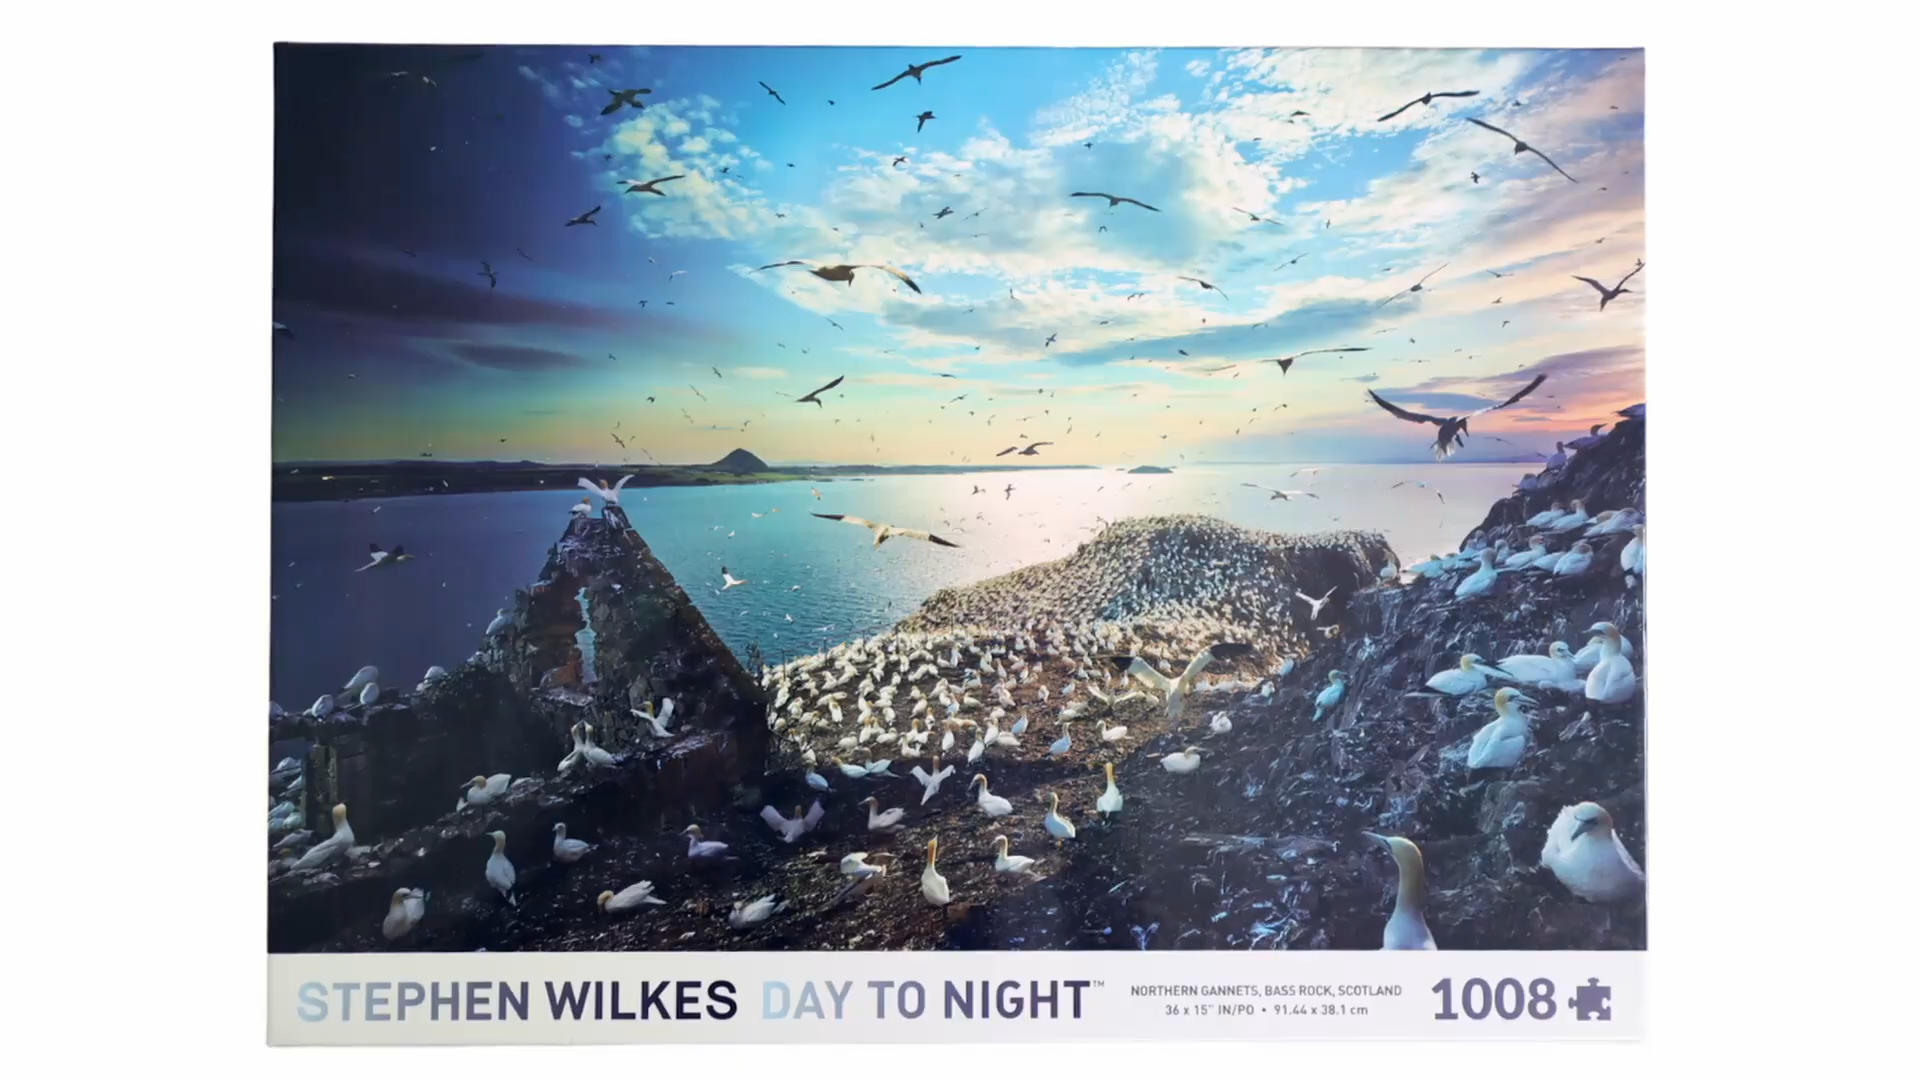 STEPHEN WILKES DAY TO NIGHT™
NORTHERN GANNETS, BASS ROCK, SCOTLAND
36 x 15" IN/PO • 91.44 x 38.1 cm
1008